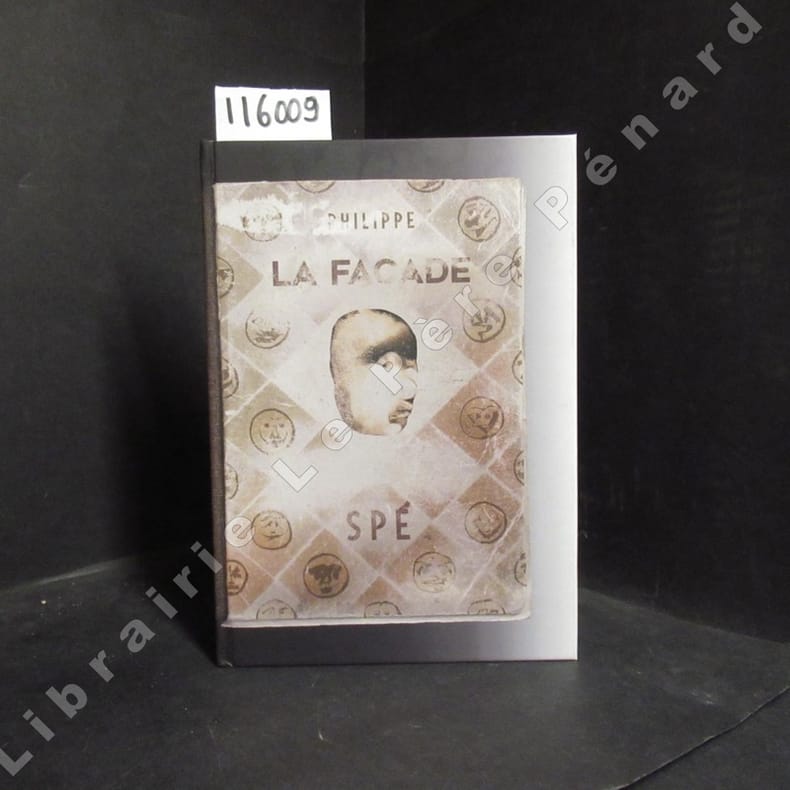 116009
PHILIPPE
LA FACADE
SPÉ
Librairie Le Père Pénard